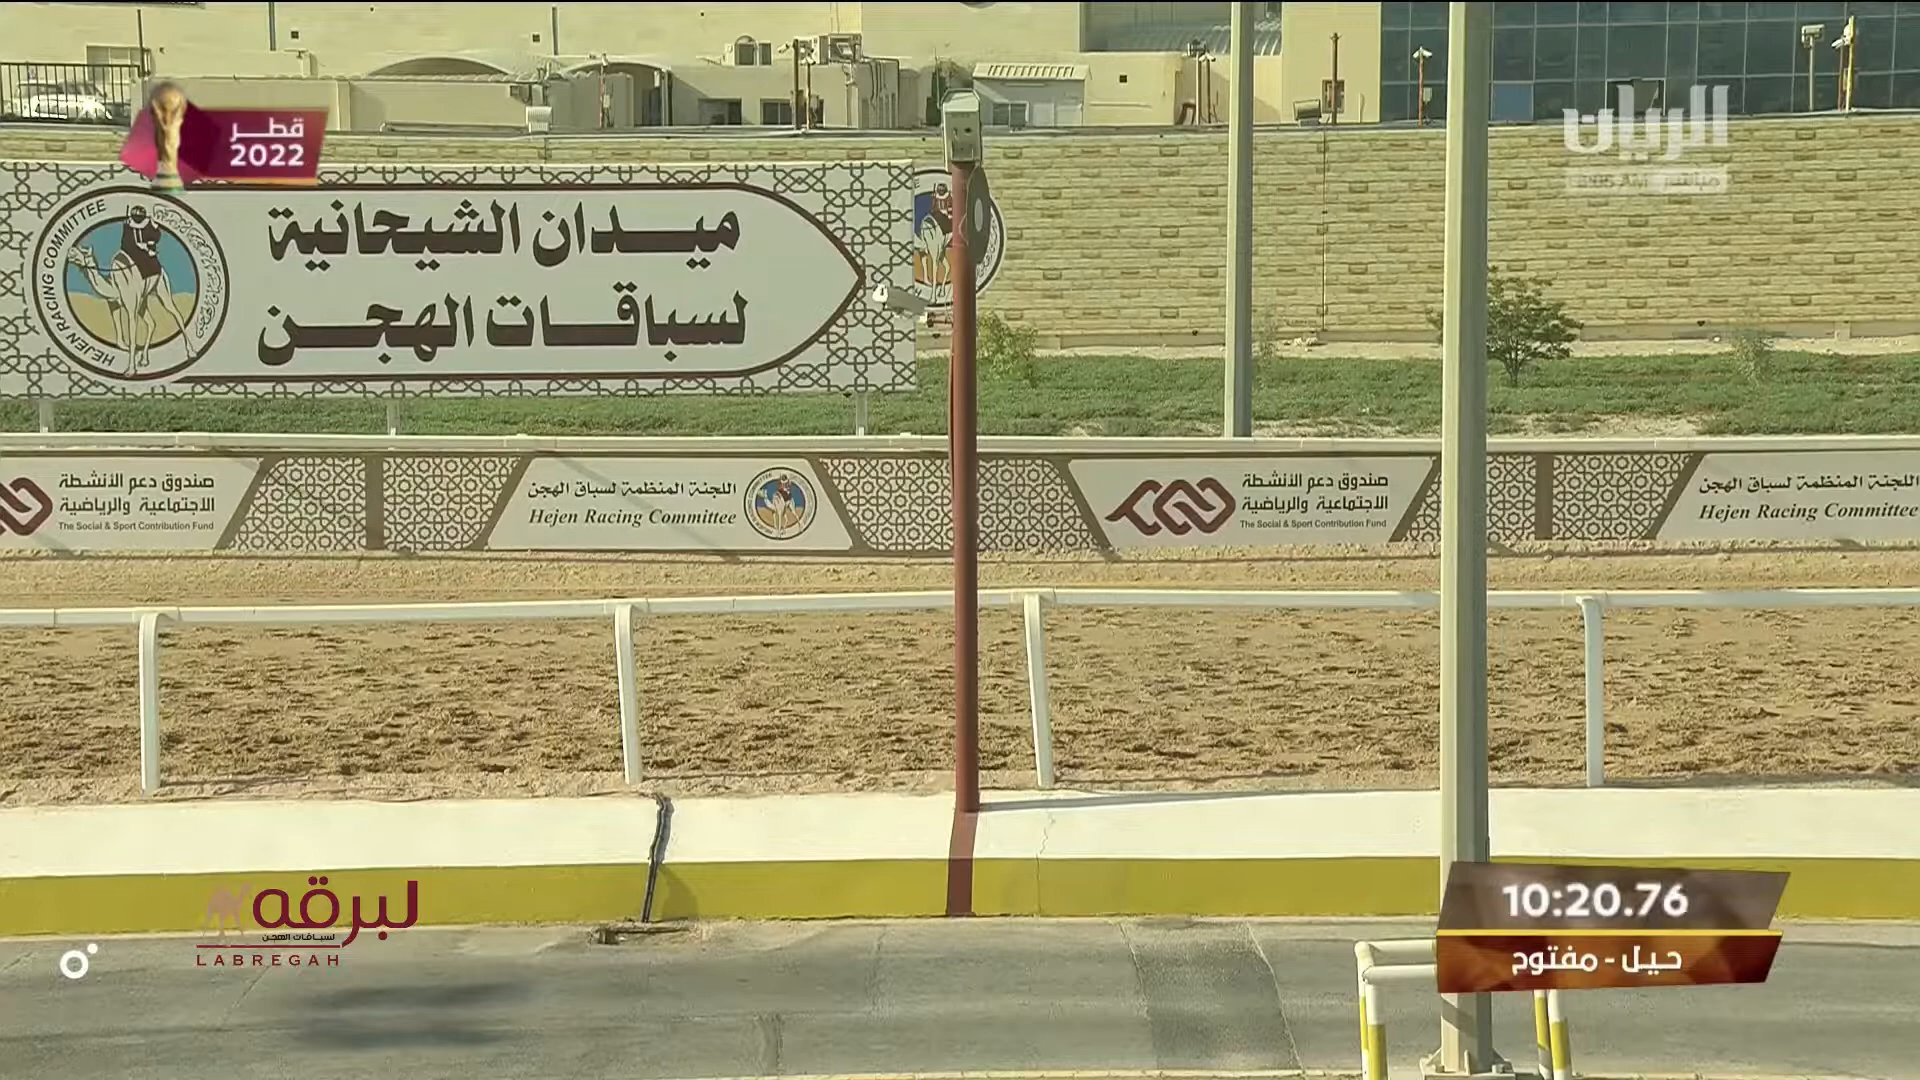 قطر
2022
الريان
مباشر
HEJEN RACING COMMITTEE
ميدان الشيحانية
لسباقات الهجن
صندوق دعم الأنشطة
الاجتماعية والرياضية
The Social & Sport Contribution Fund
اللجنة المنظمة لسباق الهجن
Hejen Racing Committee
صندوق دعم الأنشطة
الاجتماعية والرياضية
The Social & Sport Contribution Fund
اللجنة المنظمة لسباق الهجن
Hejen Racing Committee
لبرقه
لسباقات الهجن
LABREGAH
10:20.76
حيل - مفتوح